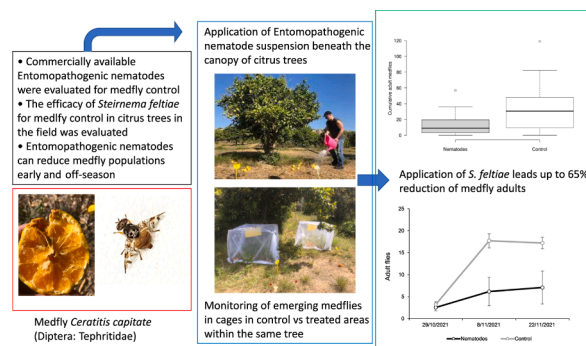 • Commercially available
Entomopathogenic nematodes
were evaluated for medfly control
• The efficacy of Steirnema feltiae
for medlfy control in citrus trees in
the field was evaluated
• Entomopathogenic nematodes
can reduce medfly populations
early and off-season
Medfly Ceratitis capitate
(Diptera: Tephritidae)
Application of Entomopathogenic
nematode suspension beneath the
canopy of citrus trees
Monitoring of emerging medflies
in cages in control vs treated areas
within the same tree
Cumulative adult medflies
120
100
80
60
40
20
0
Nematodes
Control
Application of S. feltiae leads up to 65%
reduction of medfly adults
Adult flies
25
20
15
10
5
0
29/10/2021
8/11/2021
22/11/2021
Nematodes
Control